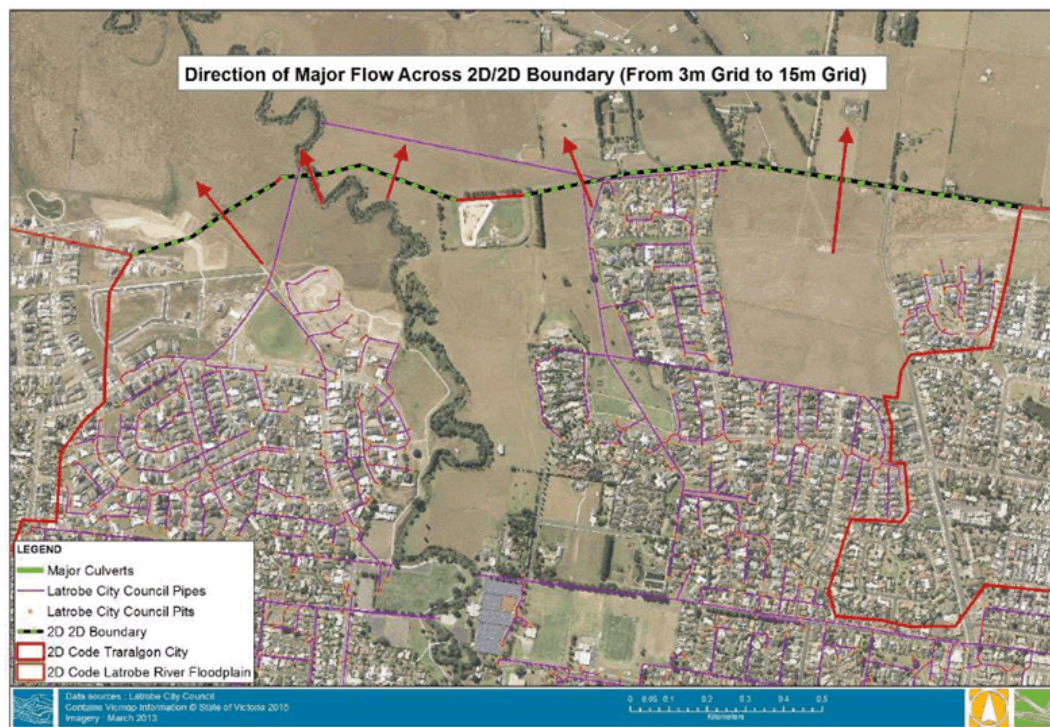 Direction of Major Flow Across 2D/2D Boundary (From 3m Grid to 15m Grid)
LEGEND
Major Culverts
Latrobe City Council Pipes
Latrobe City Council Pits
2D 2D Boundary
2D Code Traralgon City
2D Code Latrobe River Floodplain
Data sources : Latrobe City Council
Contains Vicmap Information © State of Victoria 2015
Imagery : March 2013
0 0.05 0.1 0.2 0.3 0.4 0.5
Kilometers